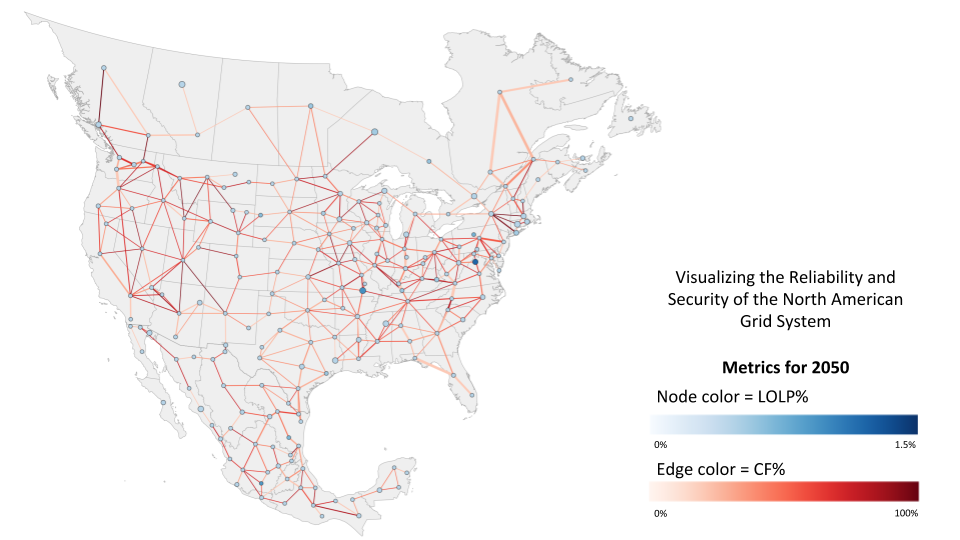 Visualizing the Reliability and
Security of the North American
Grid System
Metrics for 2050
Node color = LOLP%
0%
1.5%
Edge color = CF%
0%
100%